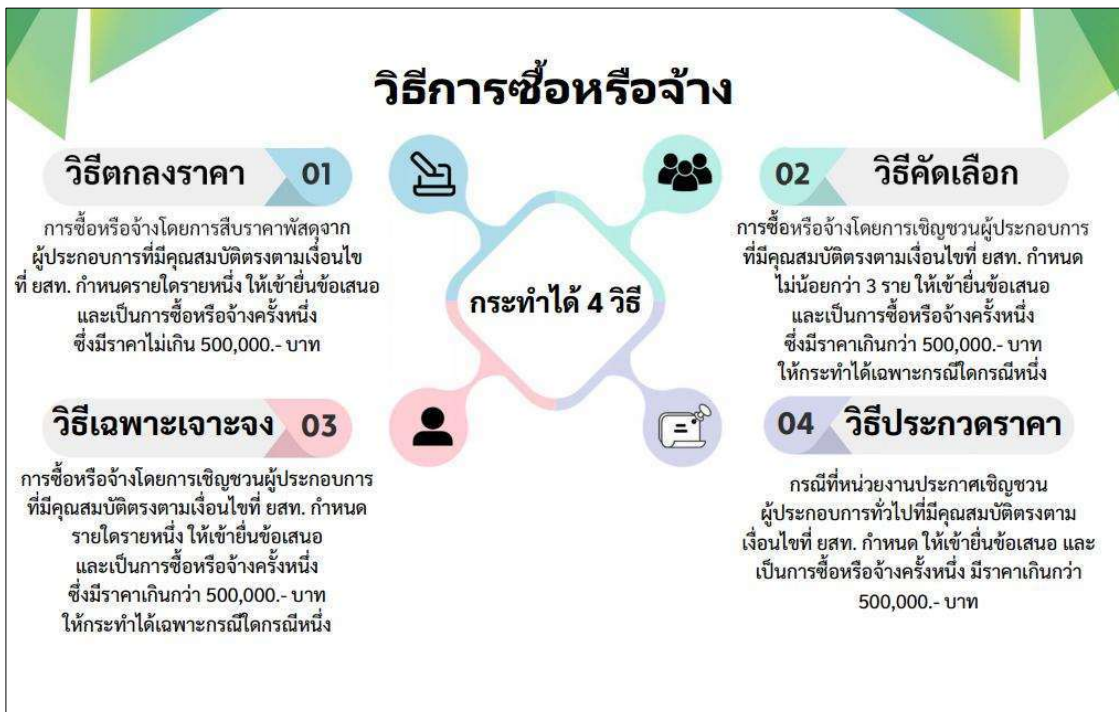 วิธีการซื้อหรือจ้าง
วิธีตกลงราคา 01
การซื้อหรือจ้างโดยการสืบราคาพัสดุจาก
ผู้ประกอบการที่มีคุณสมบัติตรงตามเงื่อนไข
ที่ ยสท. กำหนดรายใดรายหนึ่ง ให้เข้ายื่นข้อเสนอ
และเป็นการซื้อหรือจ้างครั้งหนึ่ง
ซึ่งมีราคาไม่เกิน 500,000.- บาท
02 วิธีคัดเลือก
การซื้อหรือจ้างโดยการเชิญชวนผู้ประกอบการ
ที่มีคุณสมบัติตรงตามเงื่อนไขที่ ยสท. กำหนด
ไม่น้อยกว่า 3 ราย ให้เข้ายื่นข้อเสนอ
และเป็นการซื้อหรือจ้างครั้งหนึ่ง
ซึ่งมีราคาเกินกว่า 500,000.- บาท
ให้กระทำได้เฉพาะกรณีใดกรณีหนึ่ง
กระทำได้ 4 วิธี
วิธีเฉพาะเจาะจง 03
การซื้อหรือจ้างโดยการเชิญชวนผู้ประกอบการ
ที่มีคุณสมบัติตรงตามเงื่อนไขที่ ยสท. กำหนด
รายใดรายหนึ่ง ให้เข้ายื่นข้อเสนอ
และเป็นการซื้อหรือจ้างครั้งหนึ่ง
ซึ่งมีราคาเกินกว่า 500,000.- บาท
ให้กระทำได้เฉพาะกรณีใดกรณีหนึ่ง
04 วิธีประกวดราคา
กรณีที่หน่วยงานประกาศเชิญชวน
ผู้ประกอบการทั่วไปที่มีคุณสมบัติตรงตาม
เงื่อนไขที่ ยสท. กำหนด ให้เข้ายื่นข้อเสนอ และ
เป็นการซื้อหรือจ้างครั้งหนึ่ง มีราคาเกินกว่า
500,000.- บาท